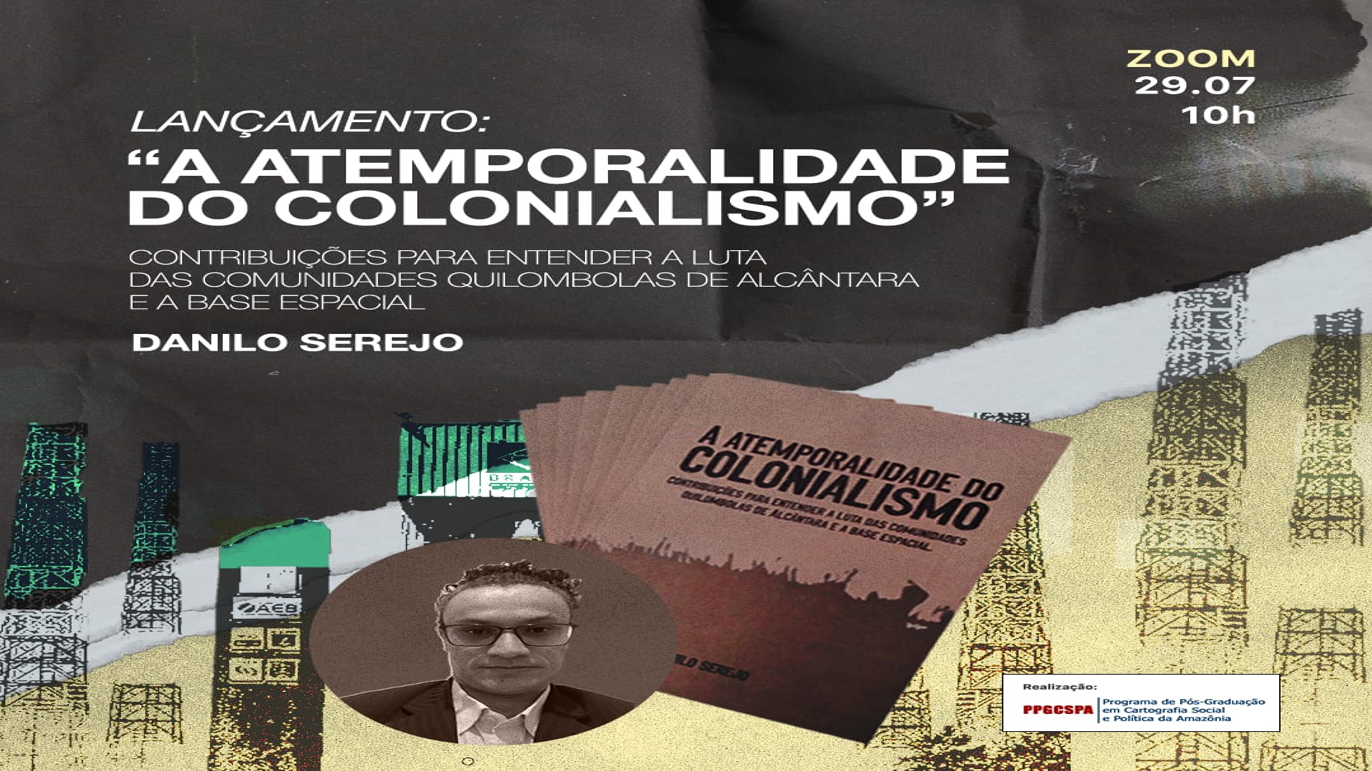 ZOOM
29.07
10h
LANÇAMENTO:
“A ATEMPORALIDADE
DO COLONIALISMO”
CONTRIBUIÇÕES PARA ENTENDER A LUTA
DAS COMUNIDADES QUILOMBOLAS DE ALCÂNTARA
E A BASE ESPACIAL
DANILO SEREJO
A ATEMPORALIDADE DO
COLONIALISMO
CONTRIBUIÇÕES PARA ENTENDER A LUTA DAS COMUNIDADES
QUILOMBOLAS DE ALCÂNTARA E A BASE ESPACIAL
SEREJO
AEB
Realização:
PPGCSPA
Programa de Pós-Graduação
em Cartografia Social
e Política da Amazônia